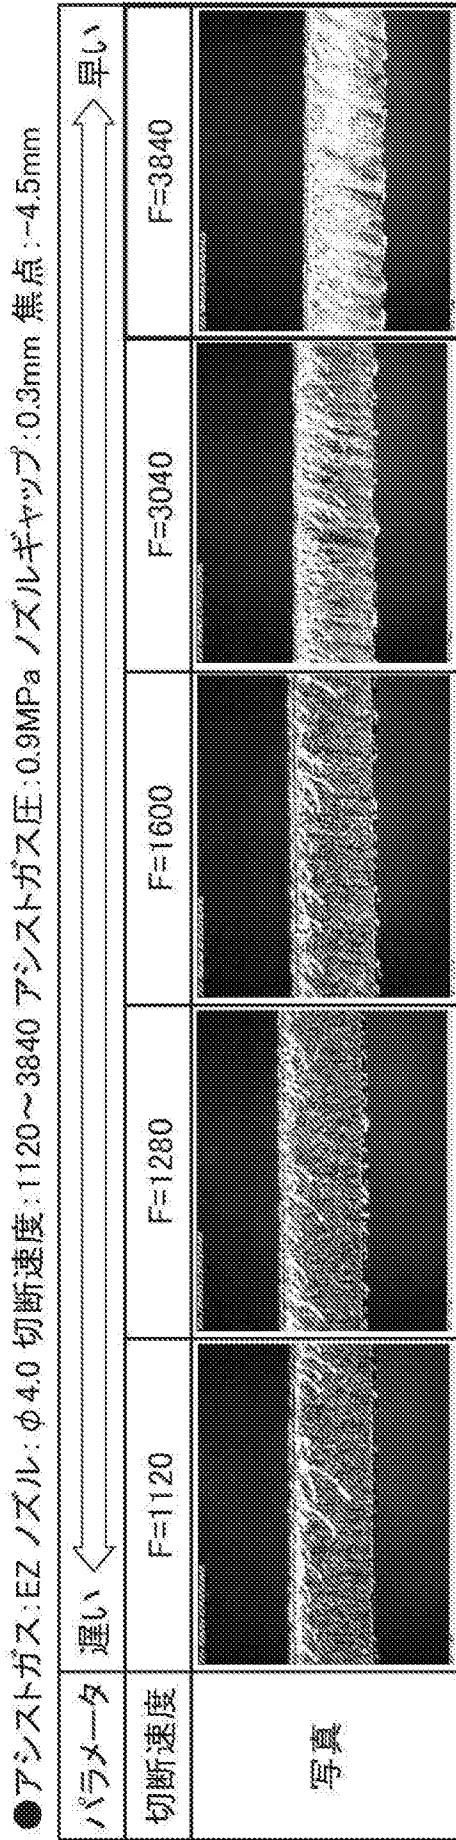 ●アシストガス:EZ ノズル:φ4.0 切断速度:1120～3840 アシストガス圧:0.9MPa ノズルギャップ:0.3mm 焦点:-4.5mm
パラメータ 遅い 早い
切断速度 F=1120 F=1280 F=1600 F=3040 F=3840
写真